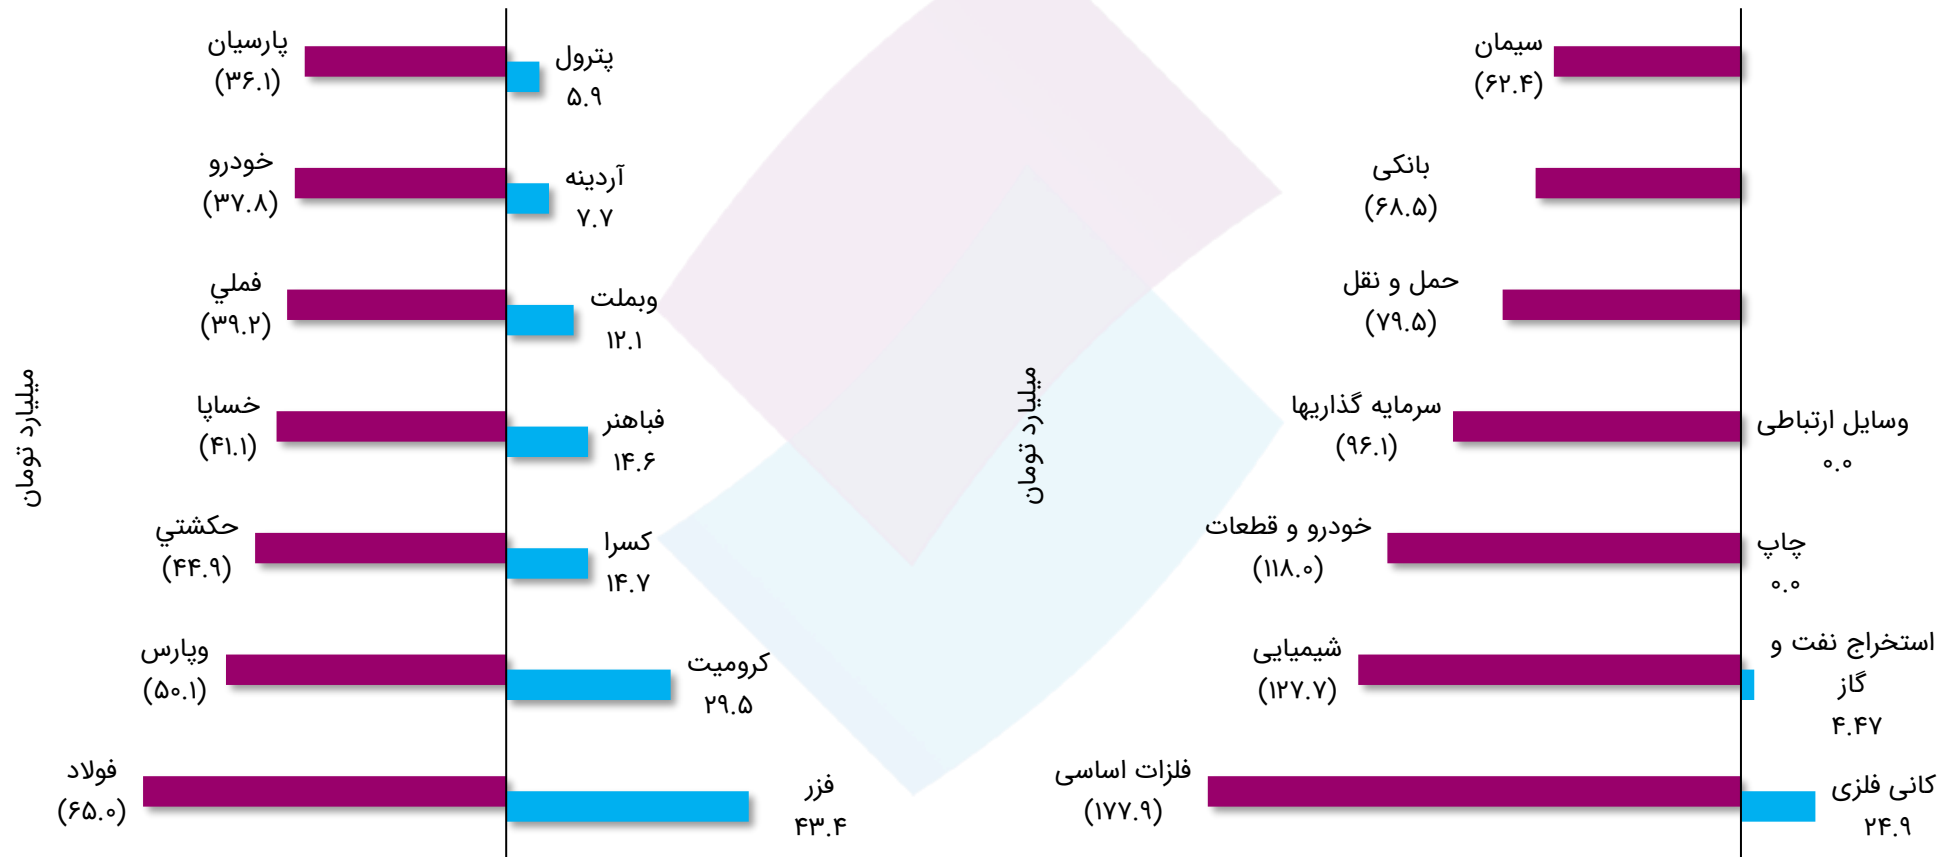 پارسیان
(۳۶.۱)
پترول
۵.۹
خودرو
(۳۷.۸)
آردینه
۷.۷
فملي
(۳۹.۲)
وبملت
۱۲.۱
خساپا
(۴۱.۱)
فباهنر
۱۴.۶
حکشتي
(۴۴.۹)
کسرا
۱۴.۷
وپارس
(۵۰.۱)
کرومیت
۲۹.۵
فولاد
(۶۵.۰)
فزر
۴۳.۴
میلیارد تومان
سیمان
(۶۲.۴)
بانکی
(۶۸.۵)
حمل و نقل
(۷۹.۵)
سرمایه گذاریها
(۹۶.۱)
وسایل ارتباطی
۰.۰
خودرو و قطعات
(۱۱۸.۰)
چاپ
۰.۰
شیمیایی
(۱۲۷.۷)
استخراج نفت و
گاز
۴.۴۷
فلزات اساسی
(۱۷۷.۹)
کانی فلزی
۲۴.۹
میلیارد تومان